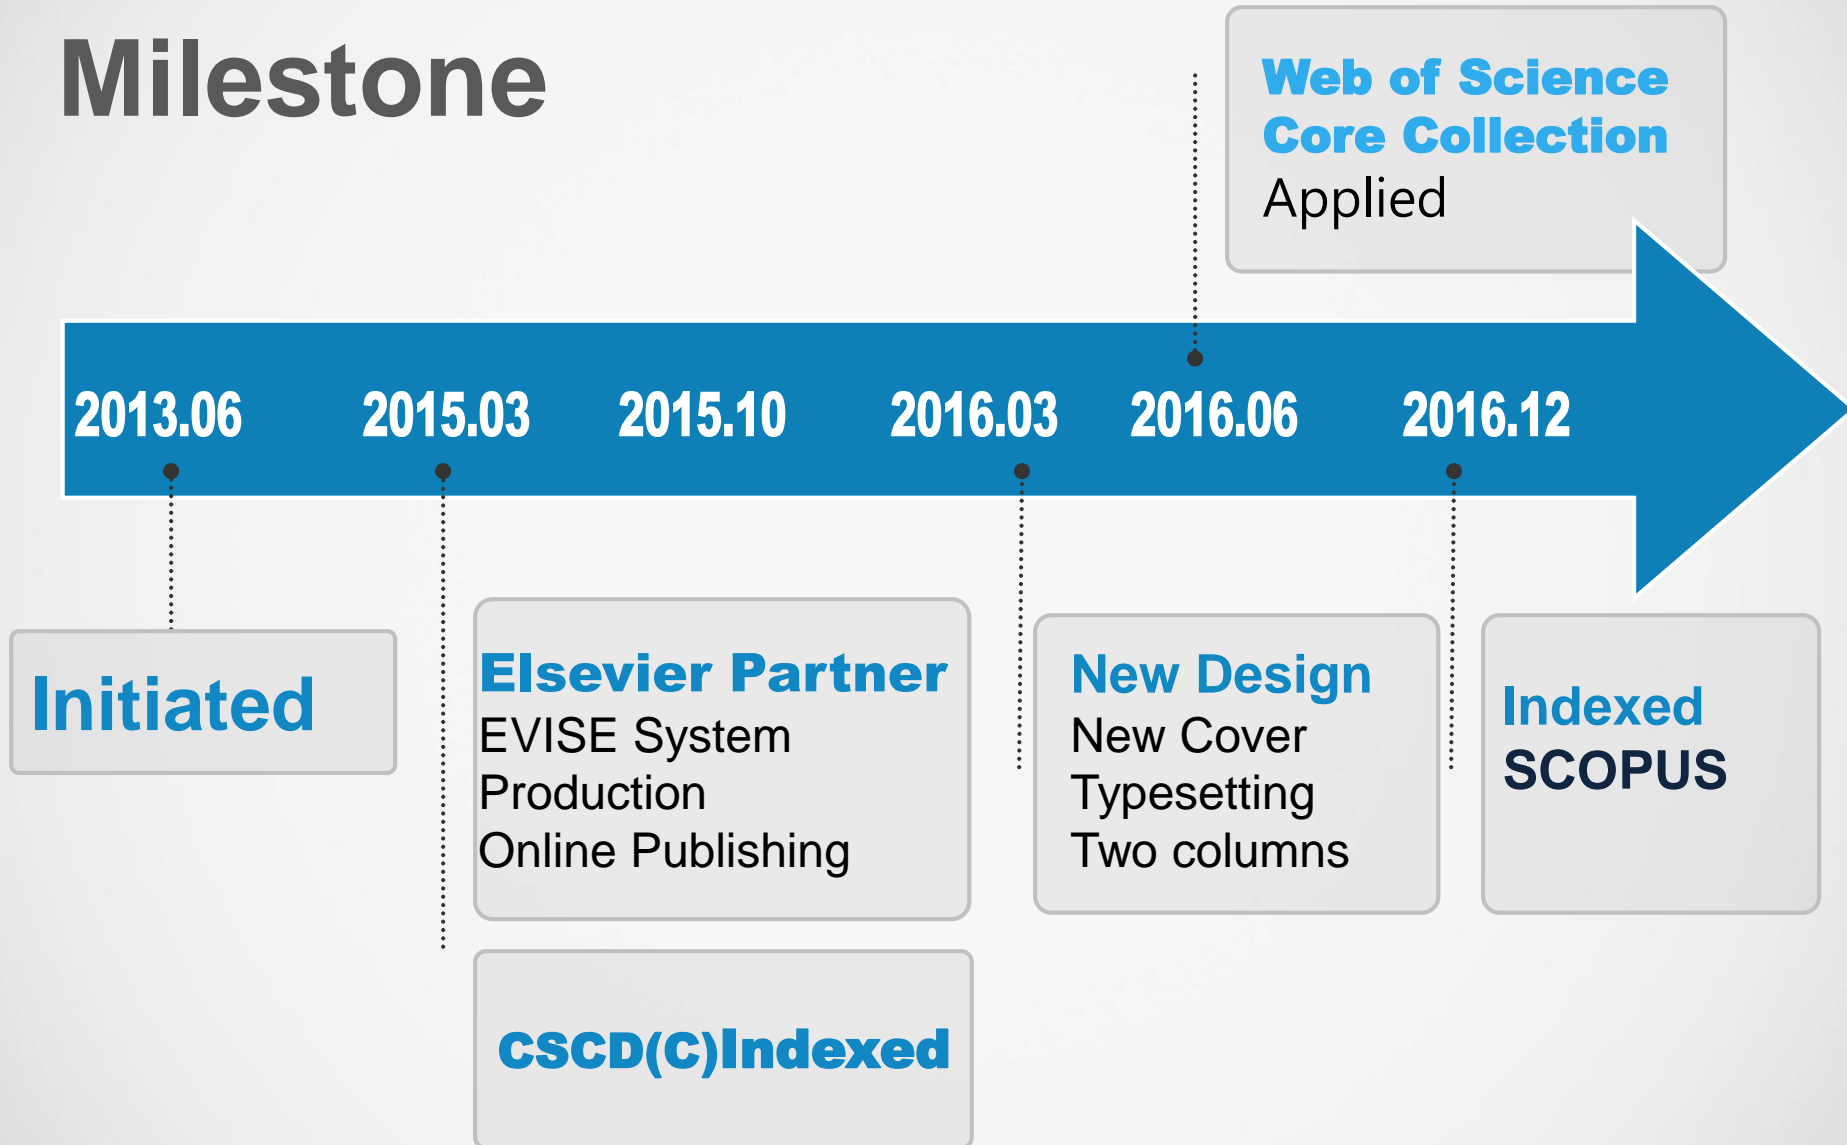 Milestone
Web of Science
Core Collection
Applied
2013.06
2015.03
2015.10
2016.03
2016.06
2016.12
Initiated
Elsevier Partner
EVISE System
Production
Online Publishing
CSCD(C)Indexed
New Design
New Cover
Typesetting
Two columns
Indexed
SCOPUS